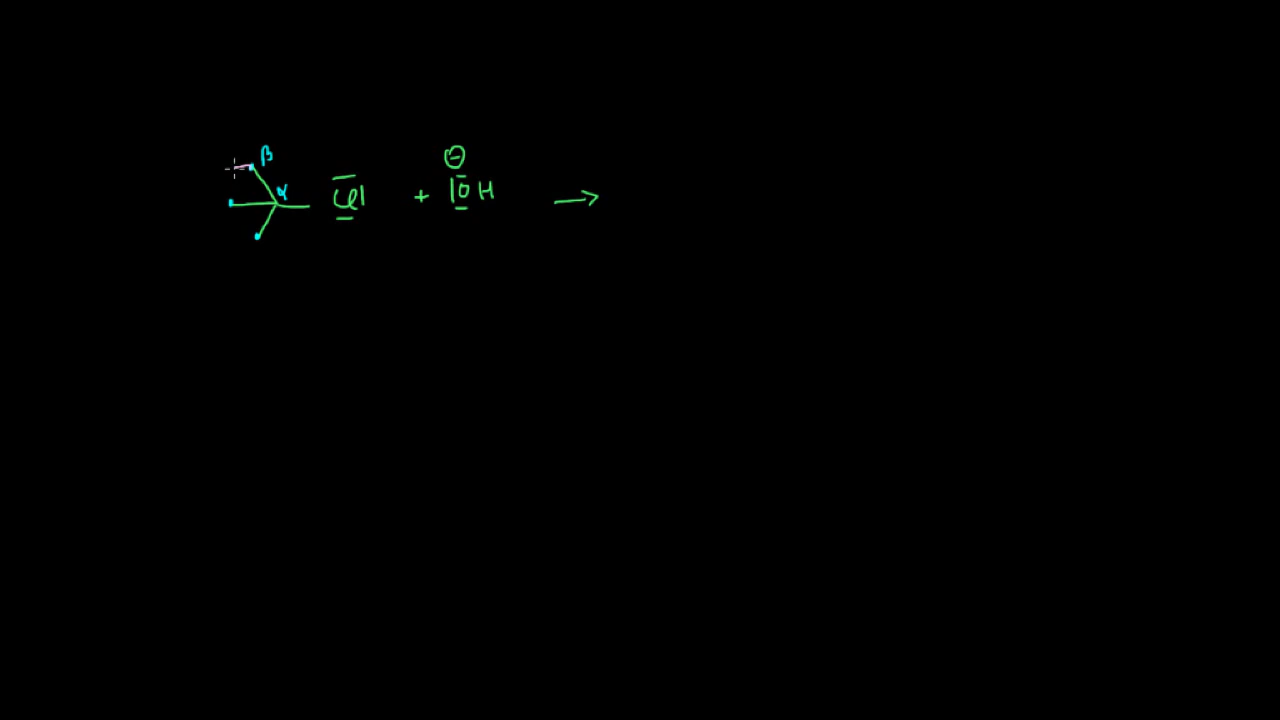 β
α Cl + ⊖ OH →